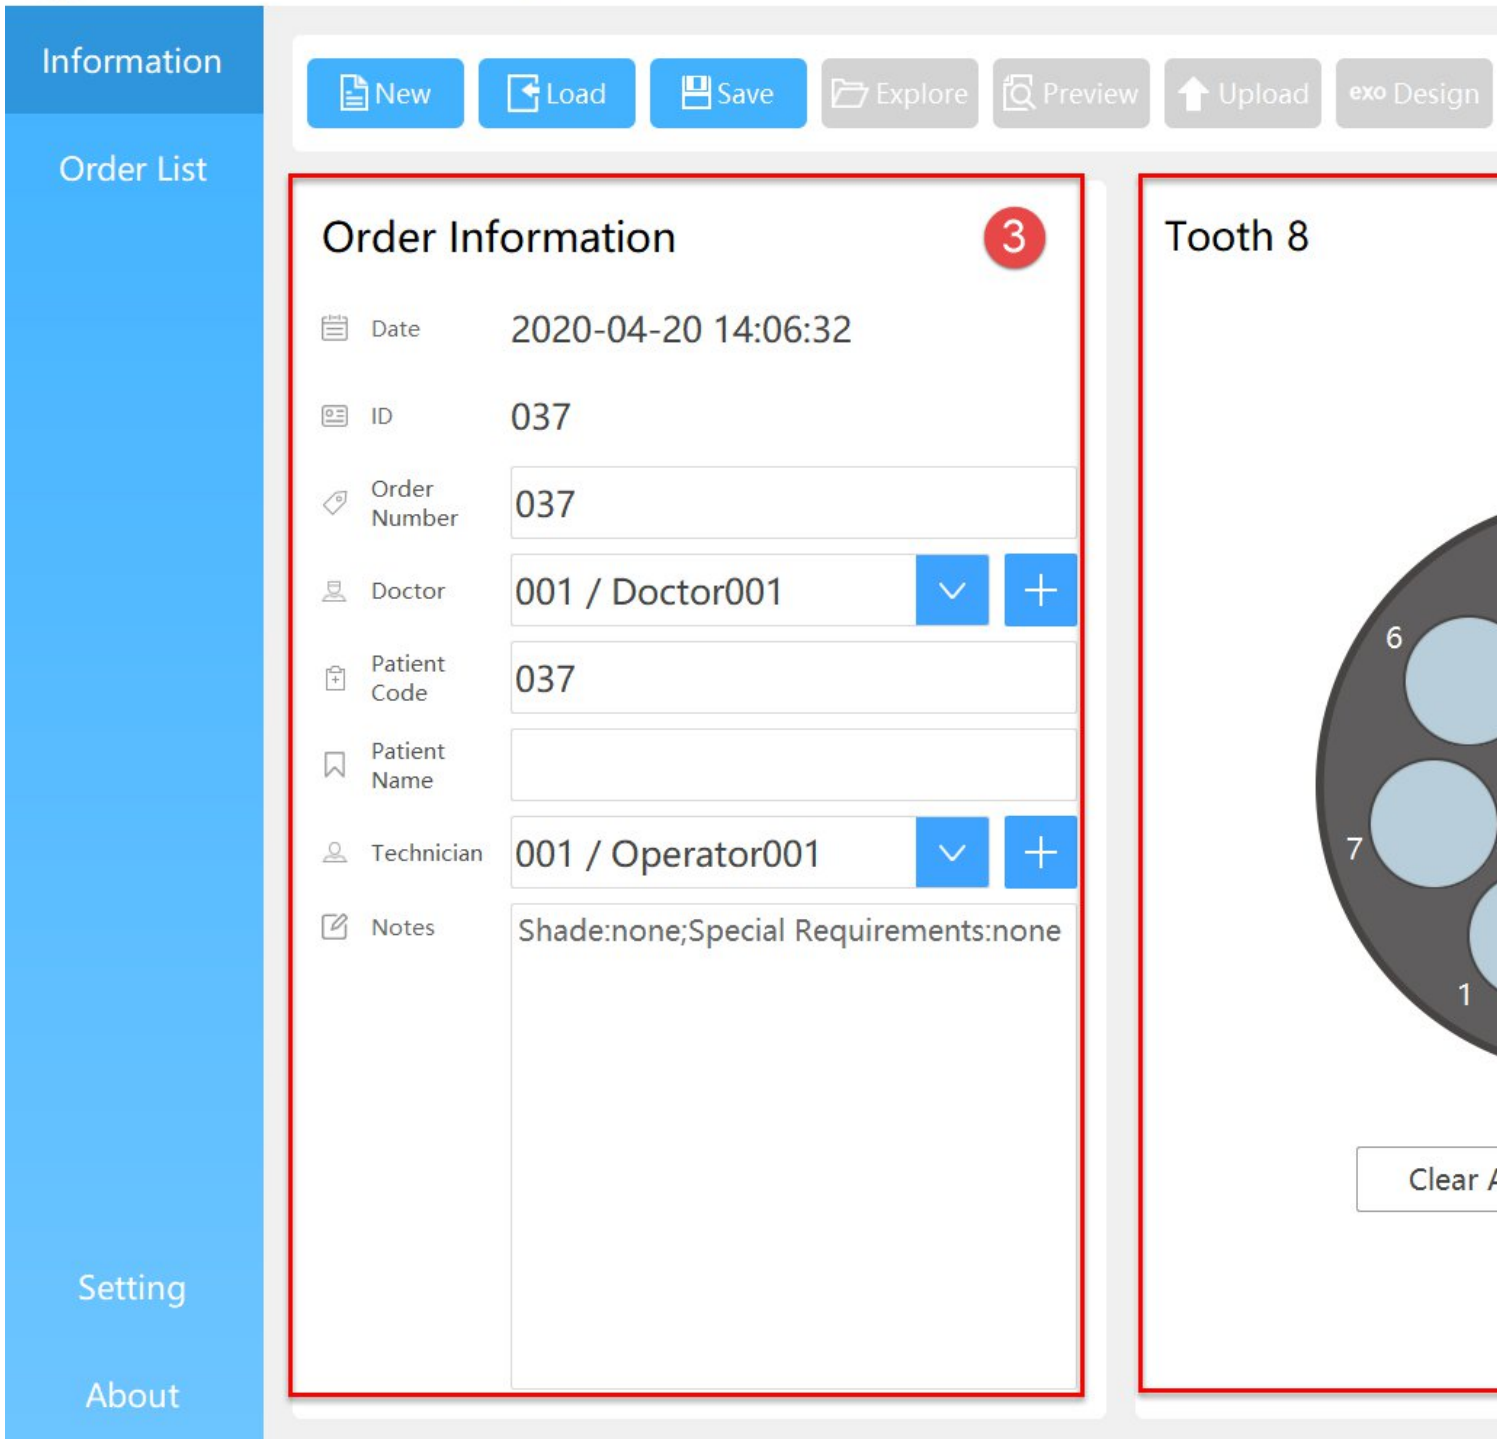 Information
Order List
Setting
About
New Load Save Explore Preview Upload exo Design
Order Information 3
Date 2020-04-20 14:06:32
ID 037
Order
Number
037
Doctor 001 / Doctor001
Patient
Code
037
Patient
Name
Technician 001 / Operator001
Notes Shade:none;Special Requirements:none
Tooth 8
6
7
1
Clear